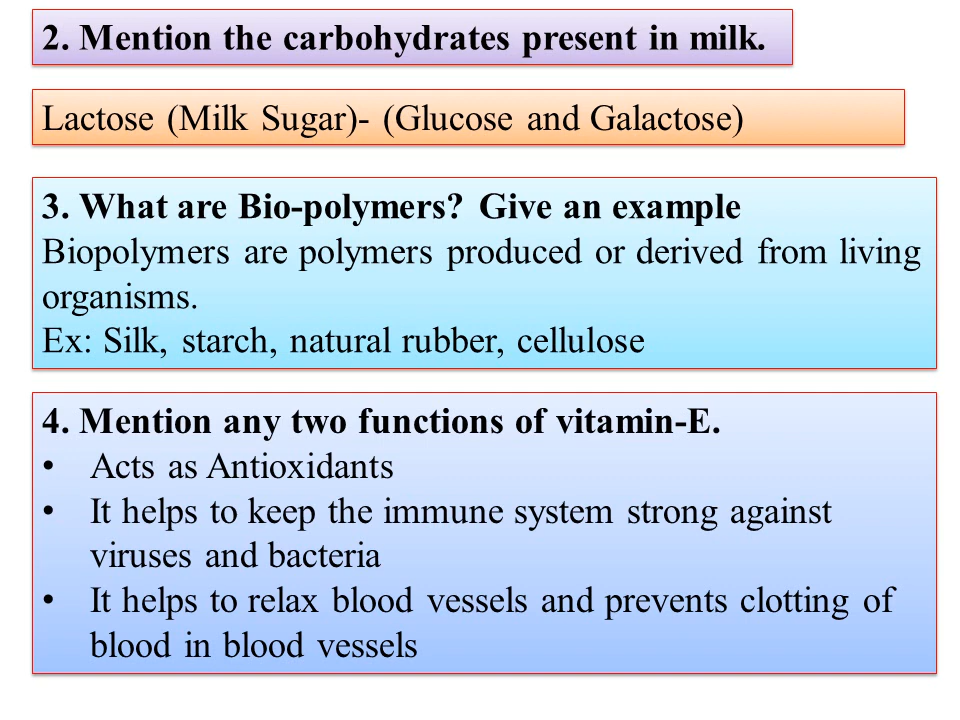 2. Mention the carbohydrates present in milk.
Lactose (Milk Sugar)- (Glucose and Galactose)
3. What are Bio-polymers? Give an example
Biopolymers are polymers produced or derived from living
organisms.
Ex: Silk, starch, natural rubber, cellulose
4. Mention any two functions of vitamin-E.
• Acts as Antioxidants
• It helps to keep the immune system strong against
viruses and bacteria
• It helps to relax blood vessels and prevents clotting of
blood in blood vessels